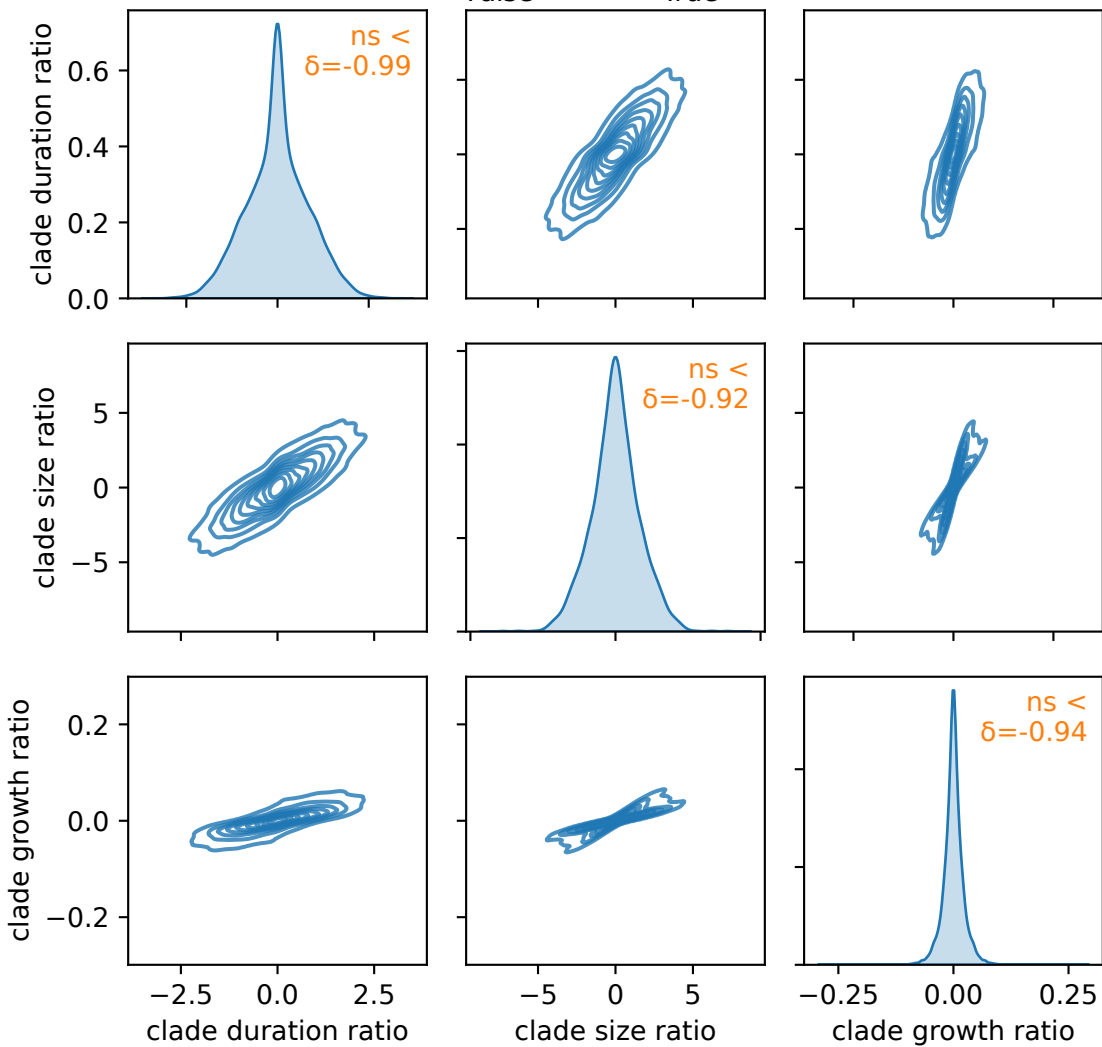 clade duration ratio
0.6
0.4
0.2
0.0
ns <
δ=-0.99
clade size ratio
5
0
−5
ns <
δ=-0.92
clade growth ratio
0.2
0.0
−0.2
ns <
δ=-0.94
−2.5 0.0 2.5
−5 0 5
−0.25 0.00 0.25
clade duration ratio
clade size ratio
clade growth ratio